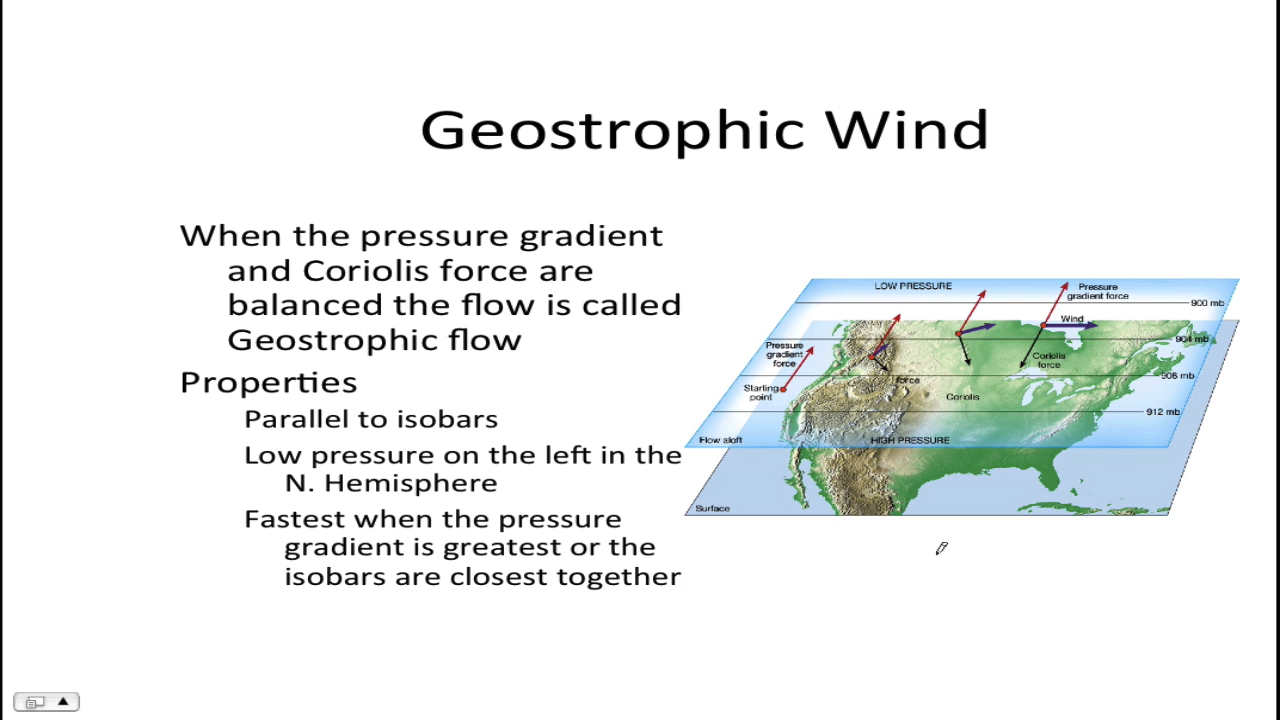 Geostrophic Wind
When the pressure gradient
and Coriolis force are
balanced the flow is called
Geostrophic flow
Properties
Parallel to isobars
Low pressure on the left in the
N. Hemisphere
Fastest when the pressure
gradient is greatest or the
isobars are closest together
LOW PRESSURE
Pressure
gradient force
900 mb
Wind
904 mb
Pressure
gradient
force
Coriolis
force
908 mb
force
Starting
point
Coriolis
912 mb
Flow aloft
HIGH PRESSURE
Surface